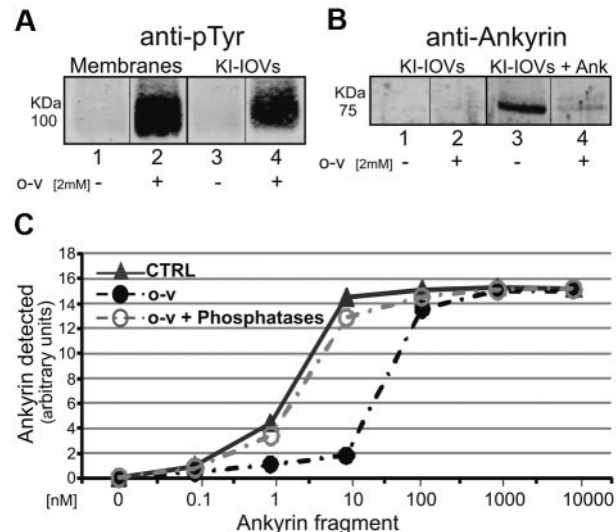 A
anti-pTyr
Membranes KI-IOVs
KDa
100
1 2 3 4
o-v [2mM] - + - +
B
anti-Ankyrin
KI-IOVs KI-IOVs + Ank
KDa
75
1 2 3 4
o-v [2mM] - + - +
C
18
16
14
12
10
8
6
4
2
0
Ankyrin detected
(arbitrary units)
CTRL
o-v
o-v + Phosphatases
[nM] 0 0.1 1 10 100 1000 10000
Ankyrin fragment